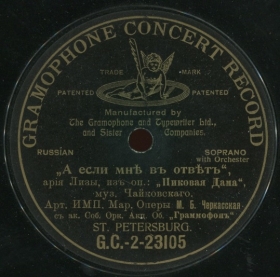 GRAMOPHONE CONCERT RECORD
TRADE MARK
PATENTED PATENTED
Manufactured by
The Gramophone and Typewriter Ltd.,
and Sister Companies.
RUSSIAN SOPRANO
with Orchester
„А если мнѣ въ отвѣтъ“,
арія Лизы, изъ оп.: „Пиковая Дама“,
муз. Чайковскаго.
Арт. ИМП. Мар. Оперы М. Б. Черкасская
съ ак. Соб. Орк. Акц. Об. „Граммофонъ“
ST. PETERSBURG.
G.C.-2-23105